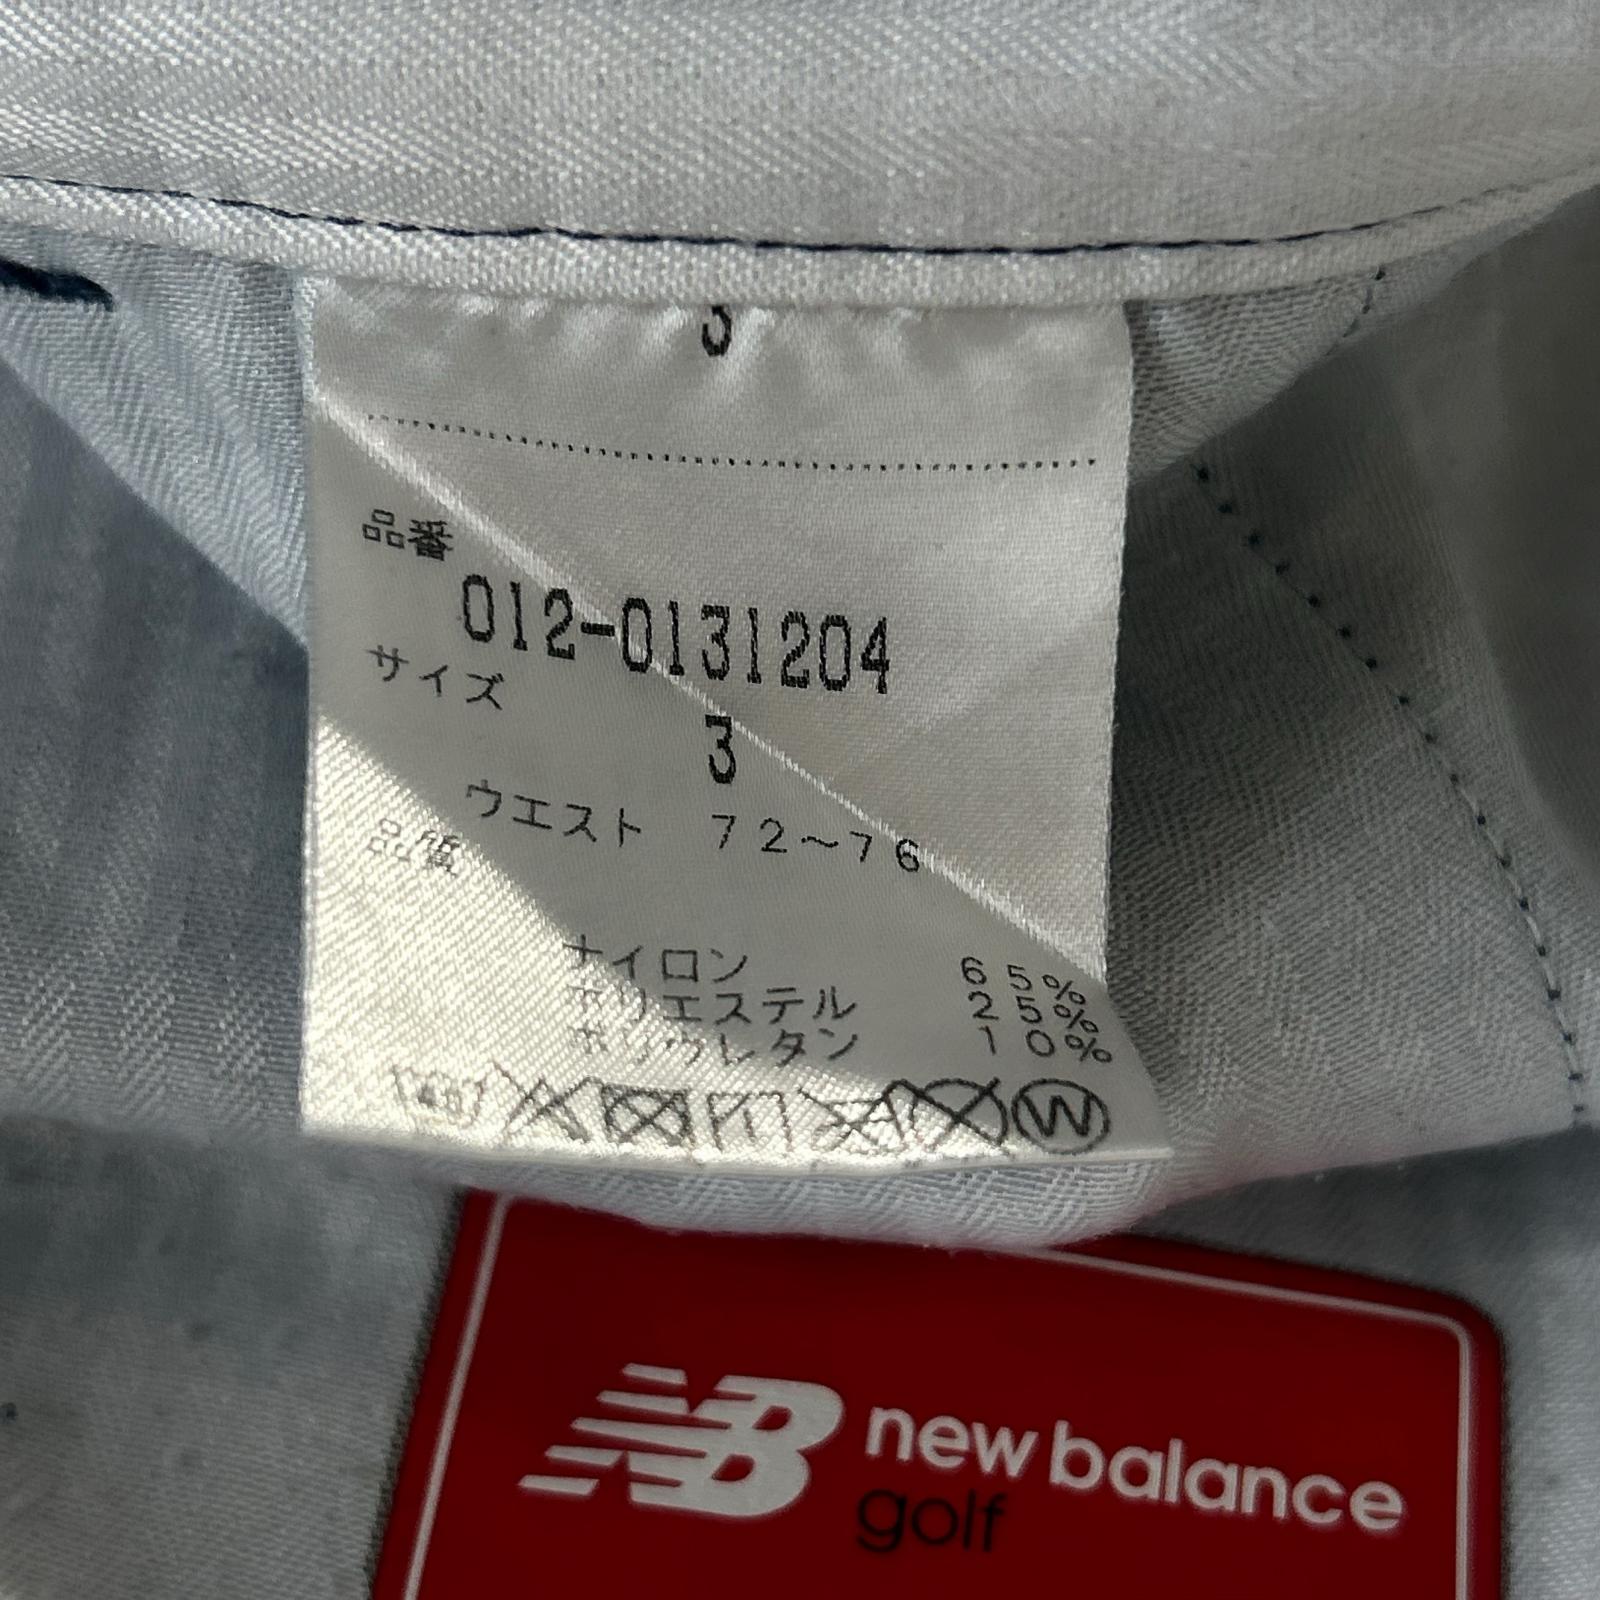 3
品番
012-0131204
サイズ
3
ウエスト 72〜76
品質
ナイロン 65%
ポリエステル 25%
ポリウレタン 10%
40 W
NB new balance
golf